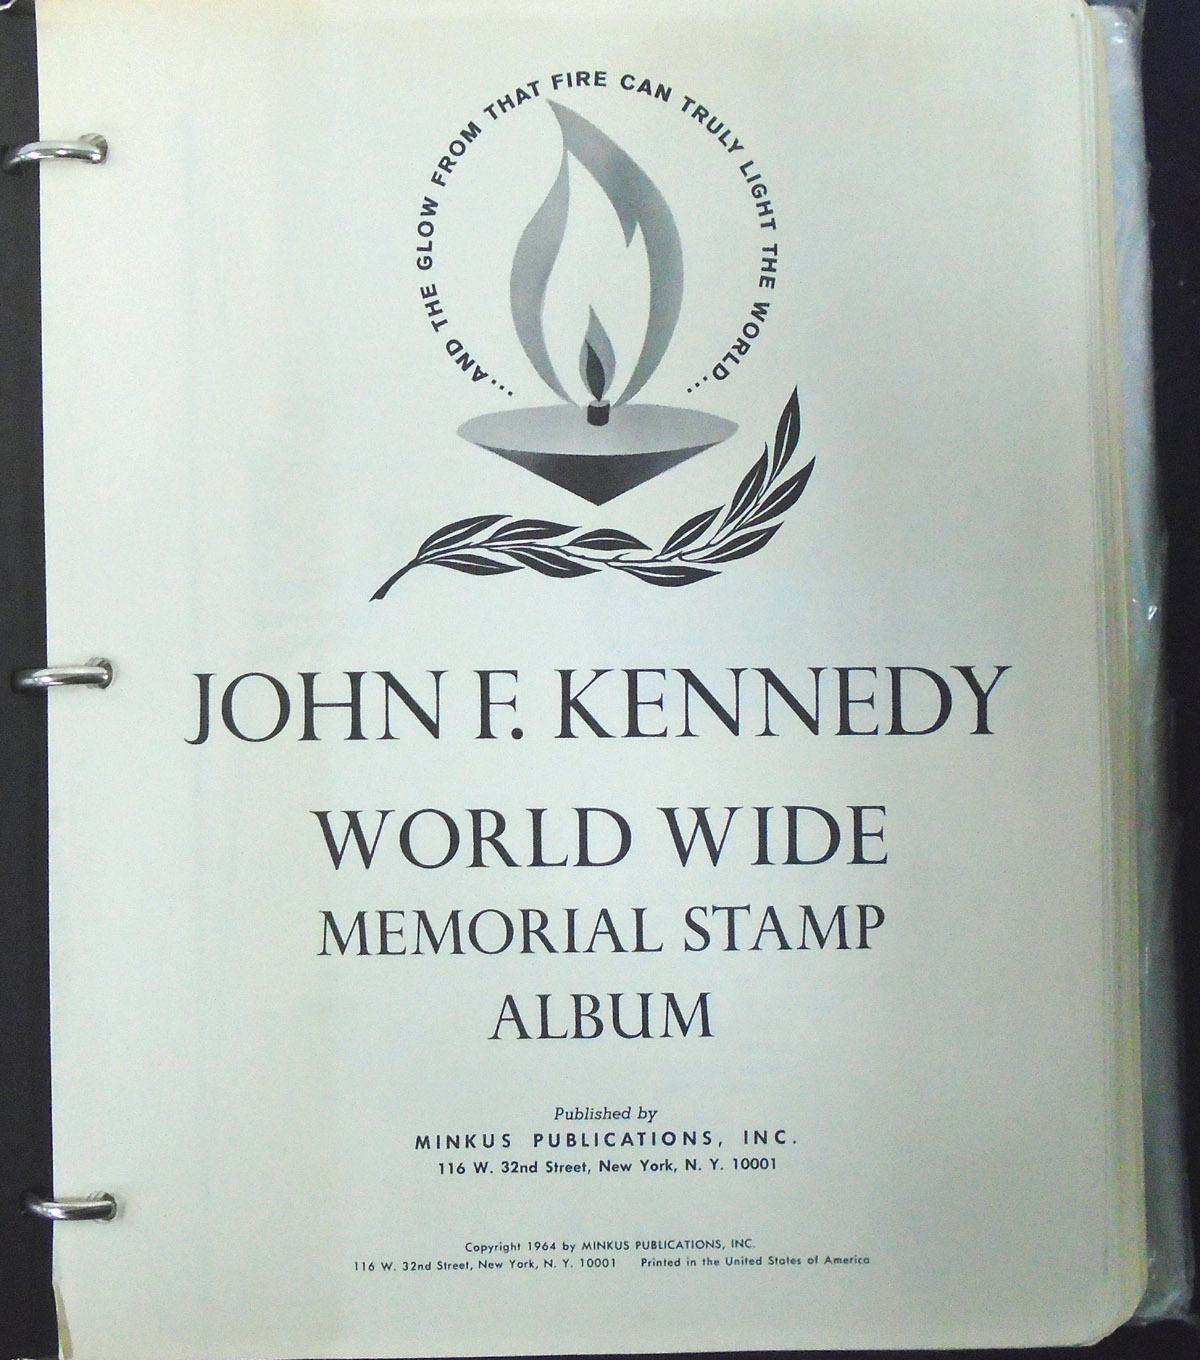 ...AND THE GLOW FROM THAT FIRE CAN TRULY LIGHT THE WORLD...
JOHN F. KENNEDY
WORLD WIDE
MEMORIAL STAMP
ALBUM
Published by
MINKUS PUBLICATIONS, INC.
116 W. 32nd Street, New York, N. Y. 10001
Copyright 1964 by MINKUS PUBLICATIONS, INC.
116 W. 32nd Street, New York, N. Y. 10001 Printed in the United States of America